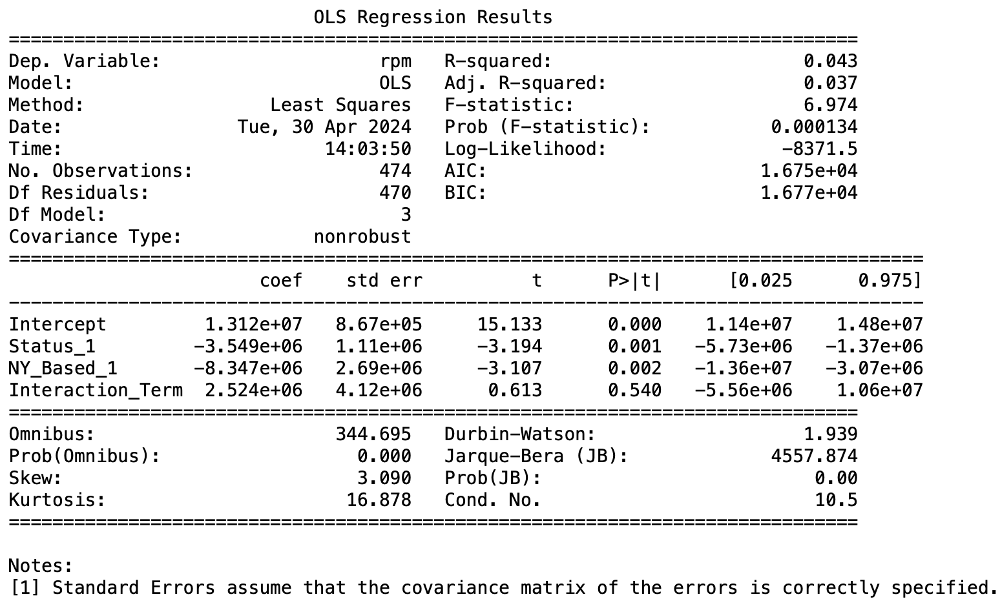 OLS Regression Results
==============================================================================
Dep. Variable:                    rpm   R-squared:                       0.043
Model:                            OLS   Adj. R-squared:                  0.037
Method:                 Least Squares   F-statistic:                     6.974
Date:                Tue, 30 Apr 2024   Prob (F-statistic):           0.000134
Time:                        14:03:50   Log-Likelihood:                -8371.5
No. Observations:                 474   AIC:                         1.675e+04
Df Residuals:                     470   BIC:                         1.677e+04
Df Model:                           3
Covariance Type:            nonrobust
====================================================================================
                       coef    std err          t      P>|t|      [0.025      0.975]
------------------------------------------------------------------------------------
Intercept         1.312e+07   8.67e+05     15.133      0.000    1.14e+07    1.48e+07
Status_1         -3.549e+06   1.11e+06     -3.194      0.001   -5.73e+06   -1.37e+06
NY_Based_1       -8.347e+06   2.69e+06     -3.107      0.002   -1.36e+07   -3.07e+06
Interaction_Term  2.524e+06   4.12e+06      0.613      0.540   -5.56e+06    1.06e+07
==============================================================================
Omnibus:                      344.695   Durbin-Watson:                   1.939
Prob(Omnibus):                  0.000   Jarque-Bera (JB):             4557.874
Skew:                           3.090   Prob(JB):                         0.00
Kurtosis:                      16.878   Cond. No.                         10.5
==============================================================================
Notes:
[1] Standard Errors assume that the covariance matrix of the errors is correctly specified.